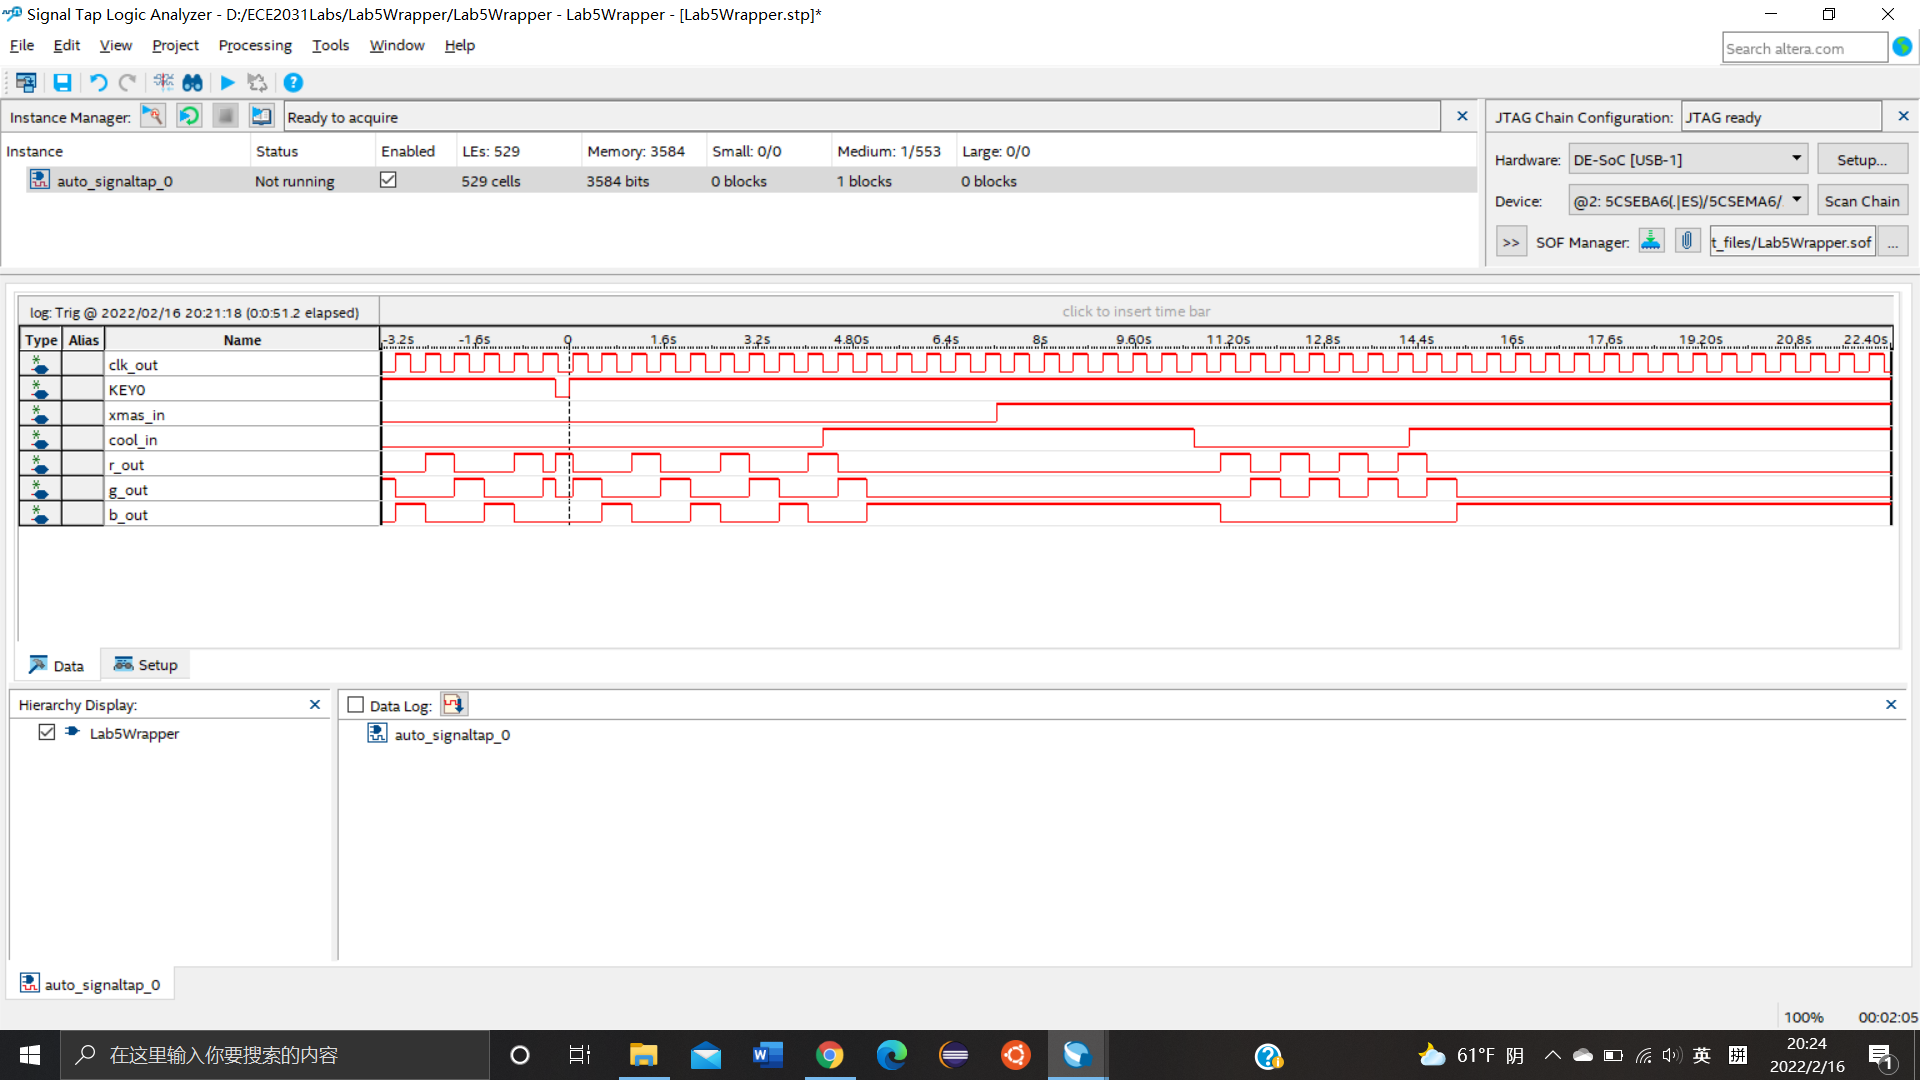 Signal Tap Logic Analyzer - D:/ECE2031Labs/Lab5Wrapper/Lab5Wrapper - Lab5Wrapper - [Lab5Wrapper.stp]*
File Edit View Project Processing Tools Window Help
Search altera.com
Instance Manager: Ready to acquire
JTAG Chain Configuration: JTAG ready
Instance Status Enabled LEs: 529 Memory: 3584 Small: 0/0 Medium: 1/553 Large: 0/0
auto_signaltap_0 Not running 529 cells 3584 bits 0 blocks 1 blocks 0 blocks
Hardware: DE-SoC [USB-1] Setup...
Device: @2: 5CSEBA6(.|ES)/5CSEMA6/. Scan Chain
>> SOF Manager: t_files/Lab5Wrapper.sof ...
log: Trig @ 2022/02/16 20:21:18 (0:0:51.2 elapsed) click to insert time bar
Type Alias Name -3.2s -1.6s 0 1.6s 3.2s 4.80s 6.4s 8s 9.60s 11.20s 12.8s 14.4s 16s 17.6s 19.20s 20.8s 22.40s
clk_out
KEY0
xmas_in
cool_in
r_out
g_out
b_out
Data Setup
Hierarchy Display:
Lab5Wrapper
Data Log:
auto_signaltap_0
auto_signaltap_0
100% 00:02:05
在这里输入你要搜索的内容
61°F 阴
英
拼
20:24
2022/2/16
1